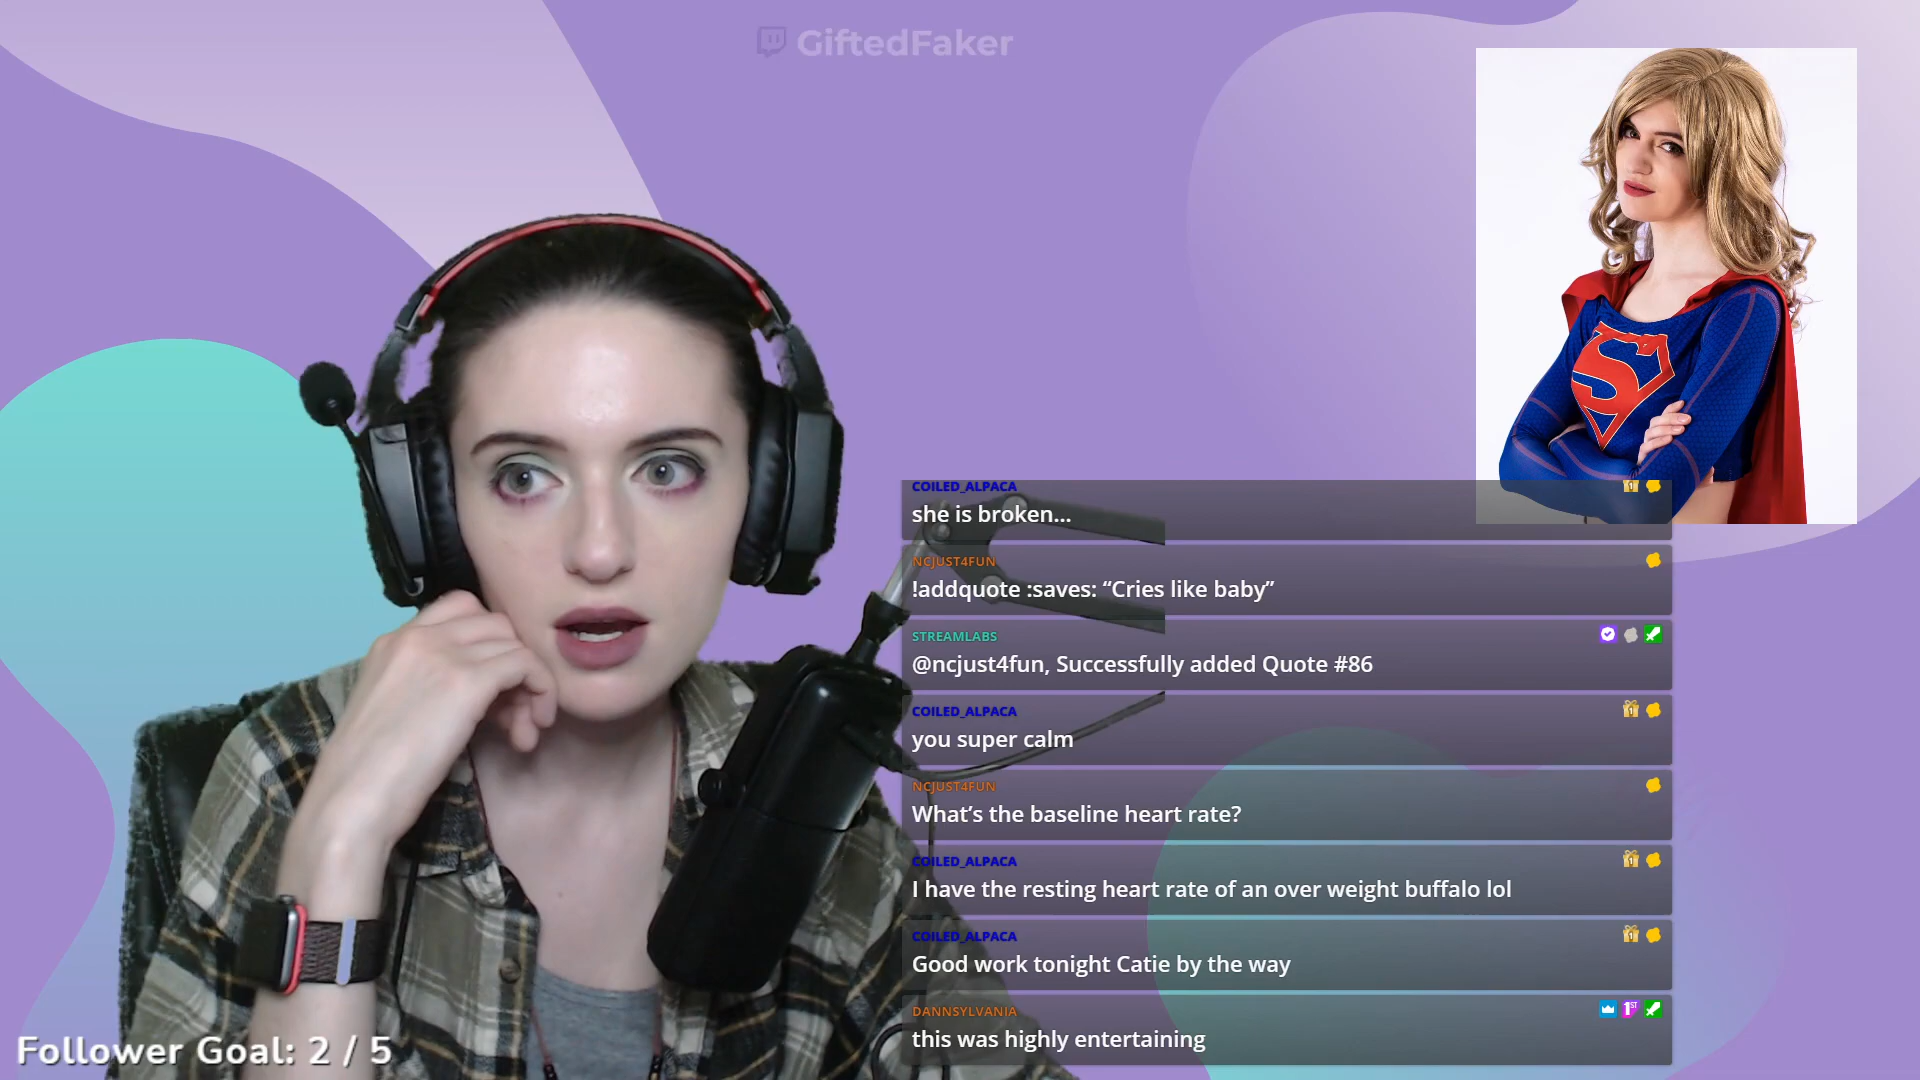 GiftedFaker
COILED_ALPACA
she is broken...
NCJUST4FUN
!addquote :saves: “Cries like baby”
STREAMLABS
@ncjust4fun, Successfully added Quote #86
COILED_ALPACA
you super calm
NCJUST4FUN
What’s the baseline heart rate?
COILED_ALPACA
I have the resting heart rate of an over weight buffalo lol
COILED_ALPACA
Good work tonight Catie by the way
DANNSYLVANIA
1ST
this was highly entertaining
Follower Goal: 2 / 5